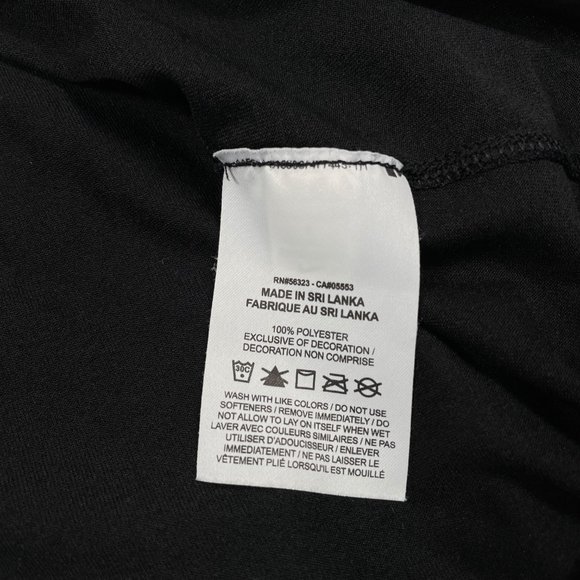 RN#56323 - CA#05553
MADE IN SRI LANKA
FABRIQUE AU SRI LANKA
100% POLYESTER
EXCLUSIVE OF DECORATION /
DECORATION NON COMPRISE
30C
WASH WITH LIKE COLORS / DO NOT USE
SOFTENERS / REMOVE IMMEDIATELY / DO
NOT ALLOW TO LAY ON ITSELF WHEN WET
LAVER AVEC COULEURS SIMILAIRES / NE PAS
UTILISER D'ADOUCISSEUR / ENLEVER
IMMEDIATEMENT / NE PAS LAISSER LE
VÊTEMENT PLIÉ LORSQU'IL EST MOUILLÉ